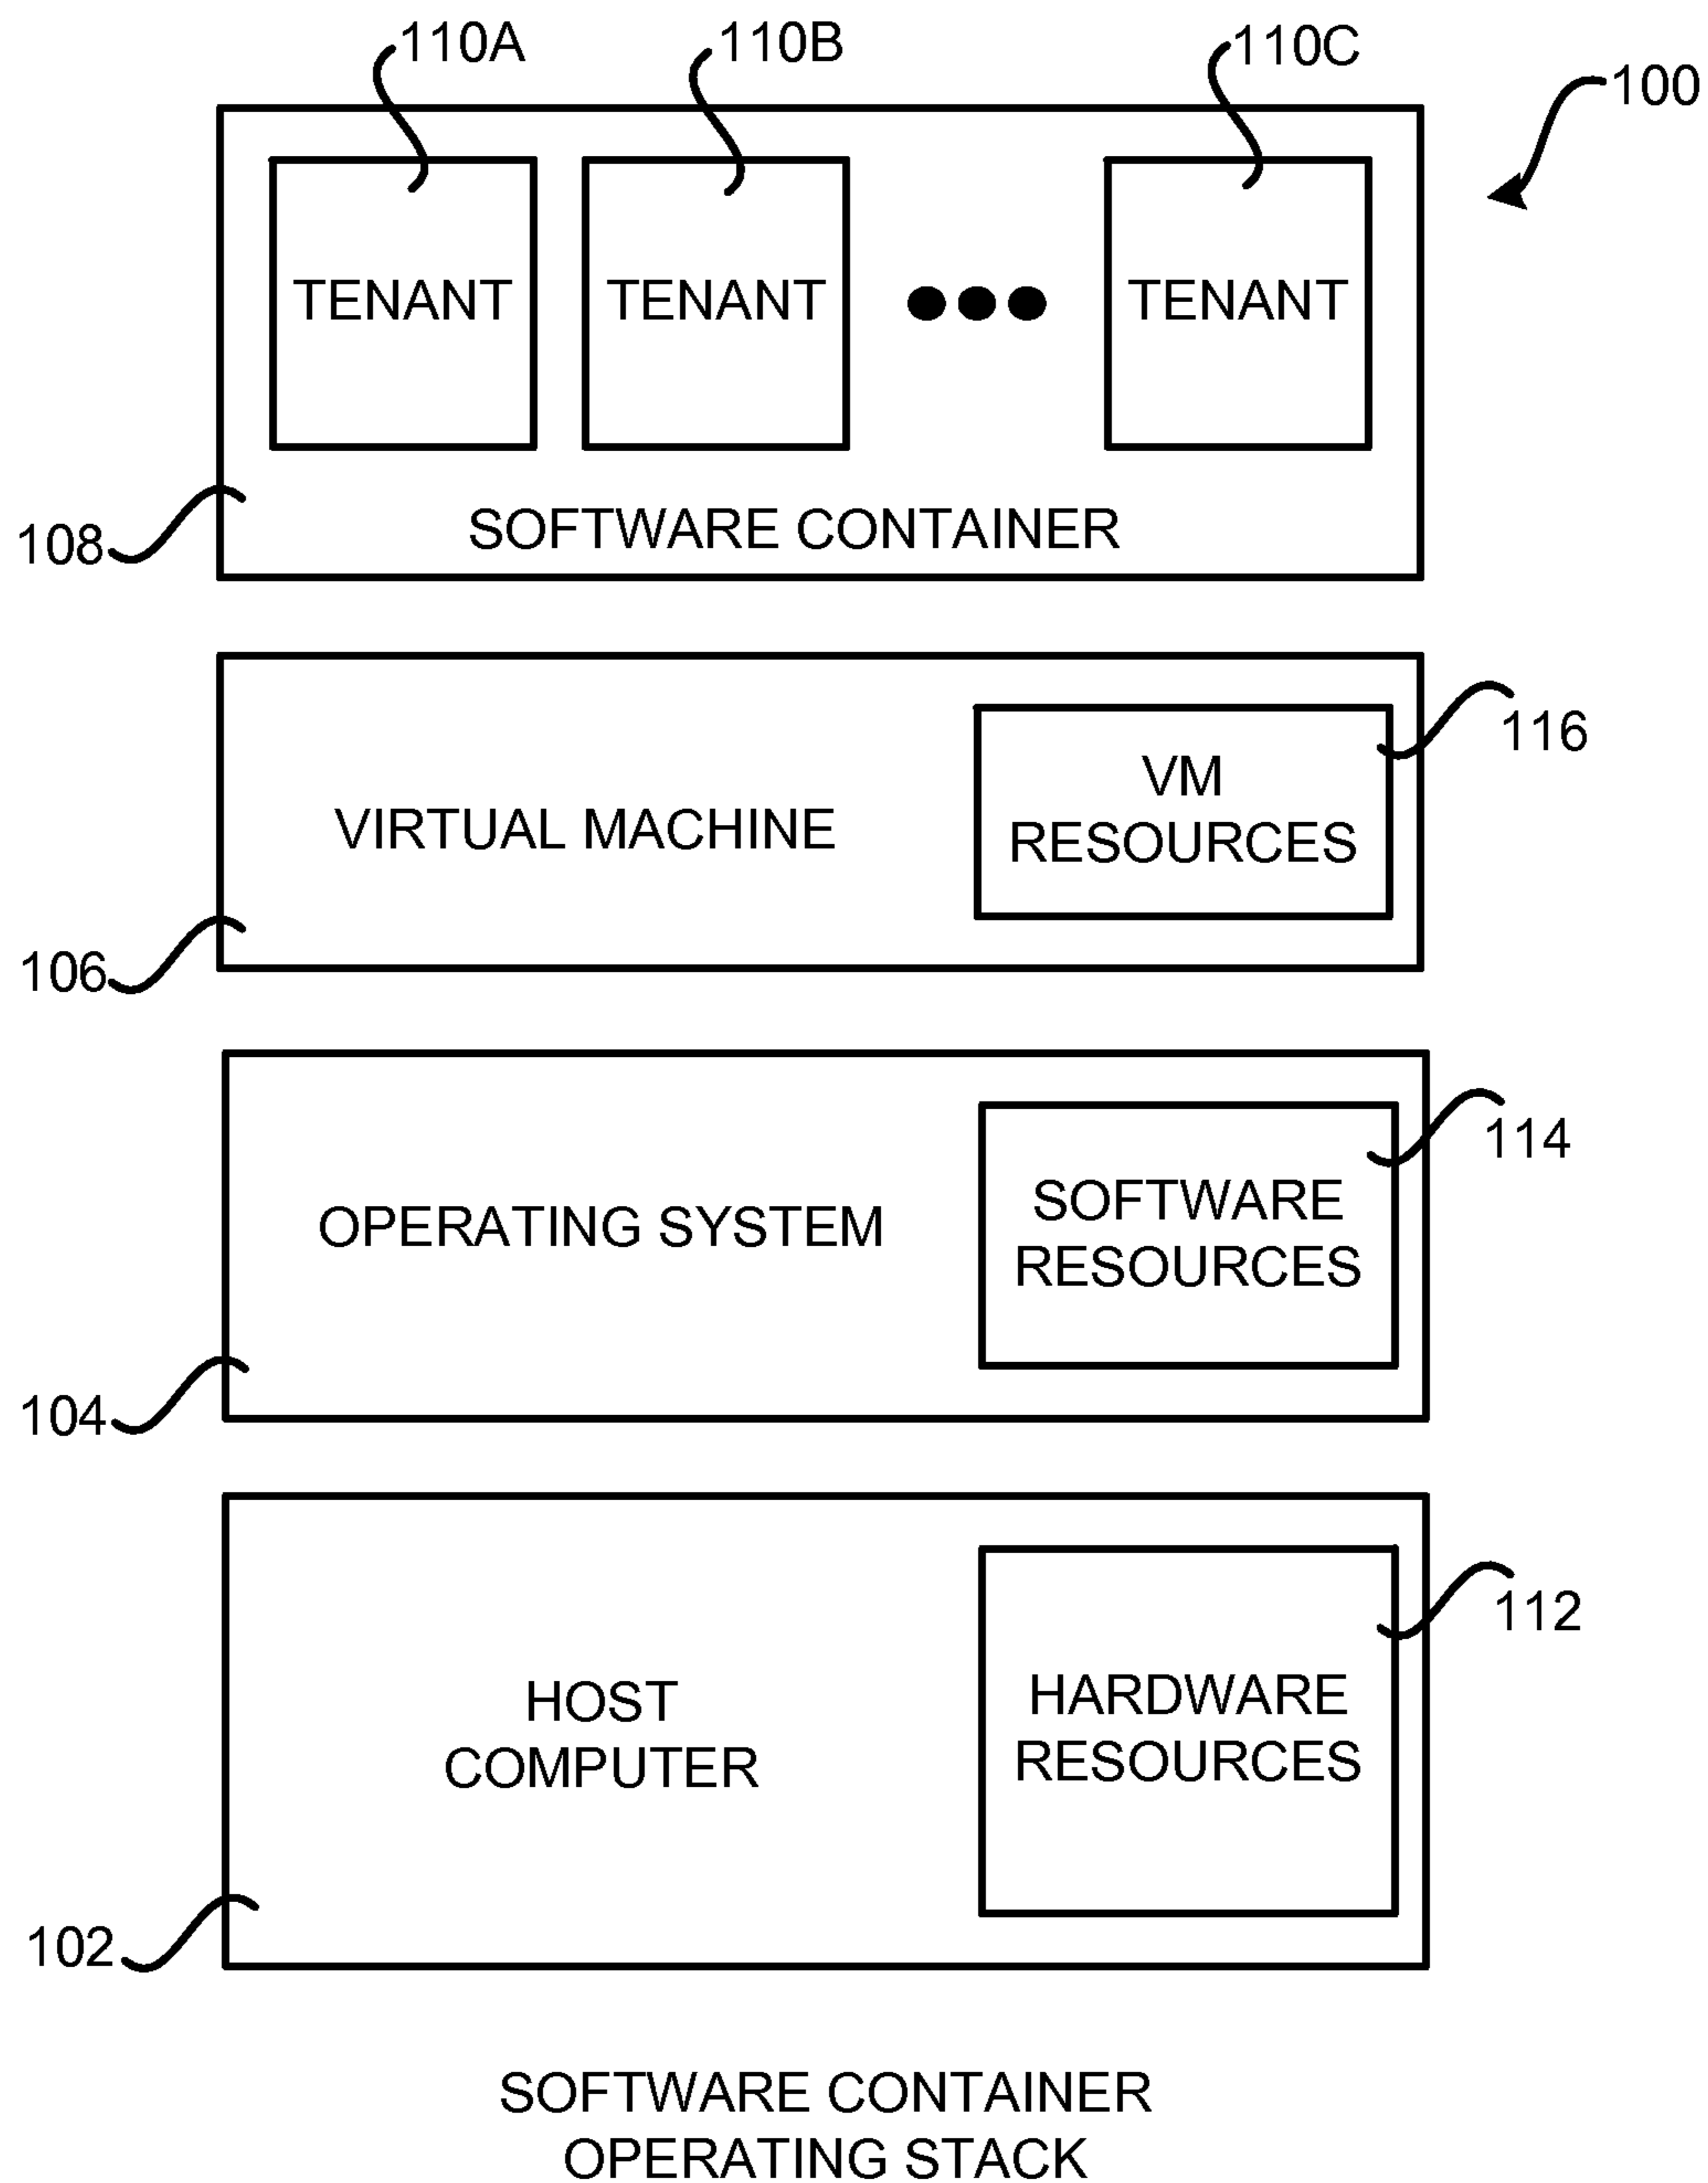 110A
110B
110C
100
TENANT
TENANT
TENANT
108
SOFTWARE CONTAINER
116
VM
RESOURCES
VIRTUAL MACHINE
106
114
SOFTWARE
RESOURCES
OPERATING SYSTEM
104
112
HARDWARE
RESOURCES
HOST
COMPUTER
102
SOFTWARE CONTAINER
OPERATING STACK